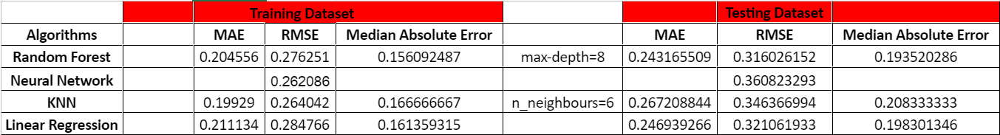 Training Dataset Testing Dataset
Algorithms MAE RMSE Median Absolute Error MAE RMSE Median Absolute Error
Random Forest 0.204556 0.276251 0.156092487 max-depth=8 0.243165509 0.316026152 0.193520286
Neural Network 0.262086 0.360823293
KNN 0.19929 0.264042 0.166666667 n_neighbours=6 0.267208844 0.346366994 0.208333333
Linear Regression 0.211134 0.284766 0.161359315 0.246939266 0.321061933 0.198301346